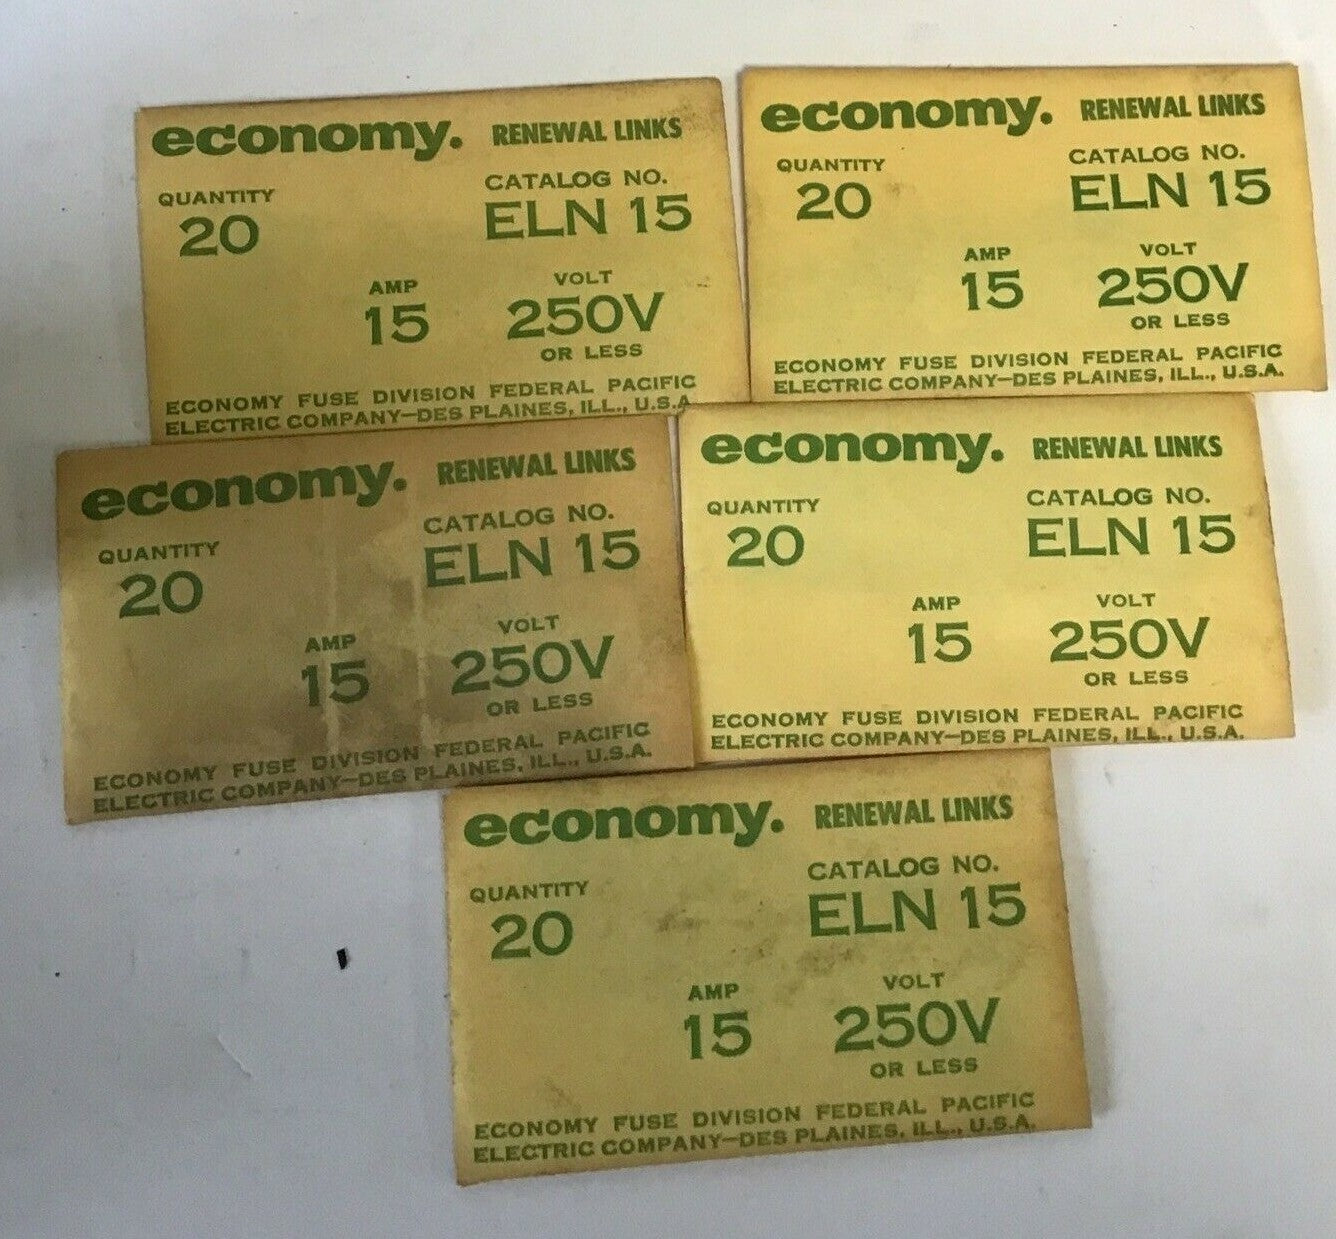 economy. RENEWAL LINKS
QUANTITY CATALOG NO.
20 ELN 15
AMP VOLT
15 250V
OR LESS
ECONOMY FUSE DIVISION FEDERAL PACIFIC
ELECTRIC COMPANY—DES PLAINES, ILL., U.S.A.
economy. RENEWAL LINKS
QUANTITY CATALOG NO.
20 ELN 15
AMP VOLT
15 250V
OR LESS
ECONOMY FUSE DIVISION FEDERAL PACIFIC
ELECTRIC COMPANY—DES PLAINES, ILL., U.S.A.
economy. RENEWAL LINKS
QUANTITY CATALOG NO.
20 ELN 15
AMP VOLT
15 250V
OR LESS
ECONOMY FUSE DIVISION FEDERAL PACIFIC
ELECTRIC COMPANY—DES PLAINES, ILL., U.S.A.
economy. RENEWAL LINKS
QUANTITY CATALOG NO.
20 ELN 15
AMP VOLT
15 250V
OR LESS
ECONOMY FUSE DIVISION FEDERAL PACIFIC
ELECTRIC COMPANY—DES PLAINES, ILL., U.S.A.
economy. RENEWAL LINKS
QUANTITY CATALOG NO.
20 ELN 15
AMP VOLT
15 250V
OR LESS
ECONOMY FUSE DIVISION FEDERAL PACIFIC
ELECTRIC COMPANY—DES PLAINES, ILL., U.S.A.